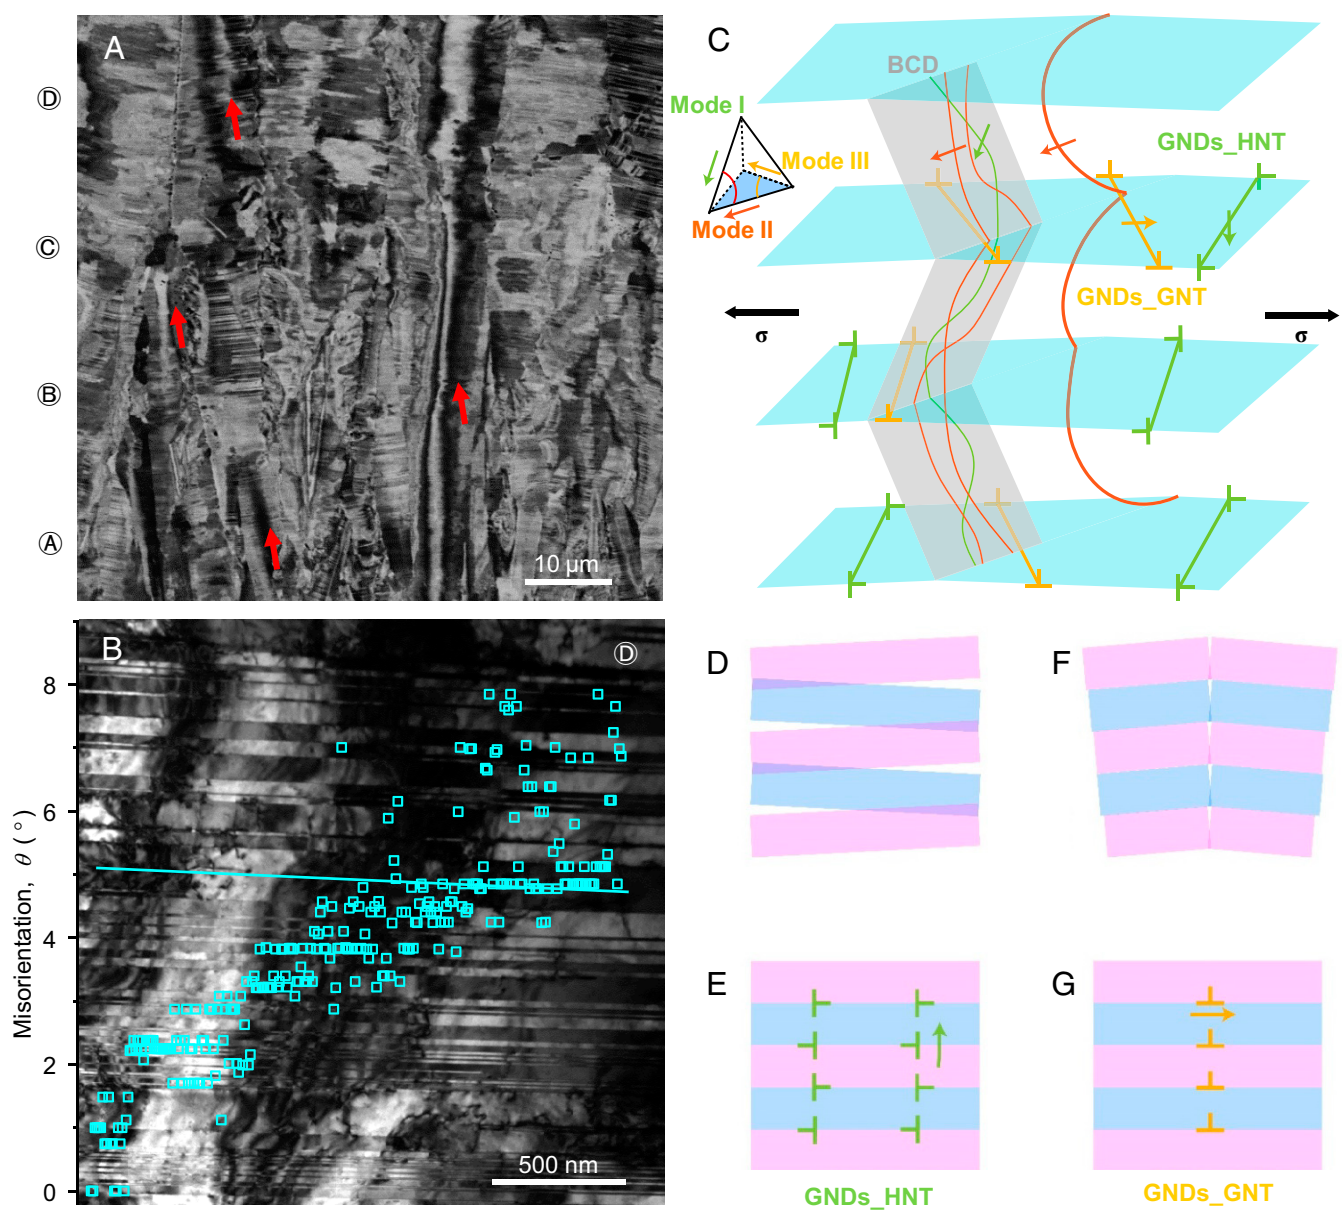 A
Ⓓ
Ⓒ
Ⓑ
Ⓐ
10 μm
C
BCD
Mode I
Mode III
Mode II
GNDs_HNT
GNDs_GNT
σ
σ
B
Ⓓ
8
6
4
2
0
Misorientation, θ (°)
500 nm
D
F
E
G
GNDs_HNT
GNDs_GNT